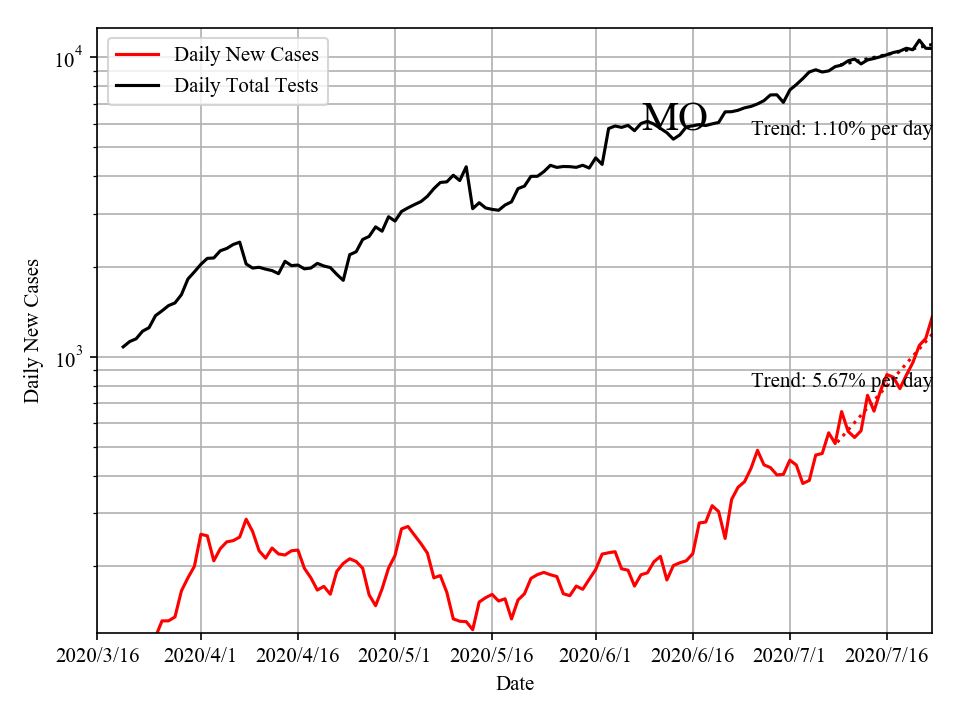 Daily New Cases
Daily Total Tests
MO
Trend: 1.10% per day
Trend: 5.67% per day
10^4
10^3
Daily New Cases
2020/3/16 2020/4/1 2020/4/16 2020/5/1 2020/5/16 2020/6/1 2020/6/16 2020/7/1 2020/7/16
Date